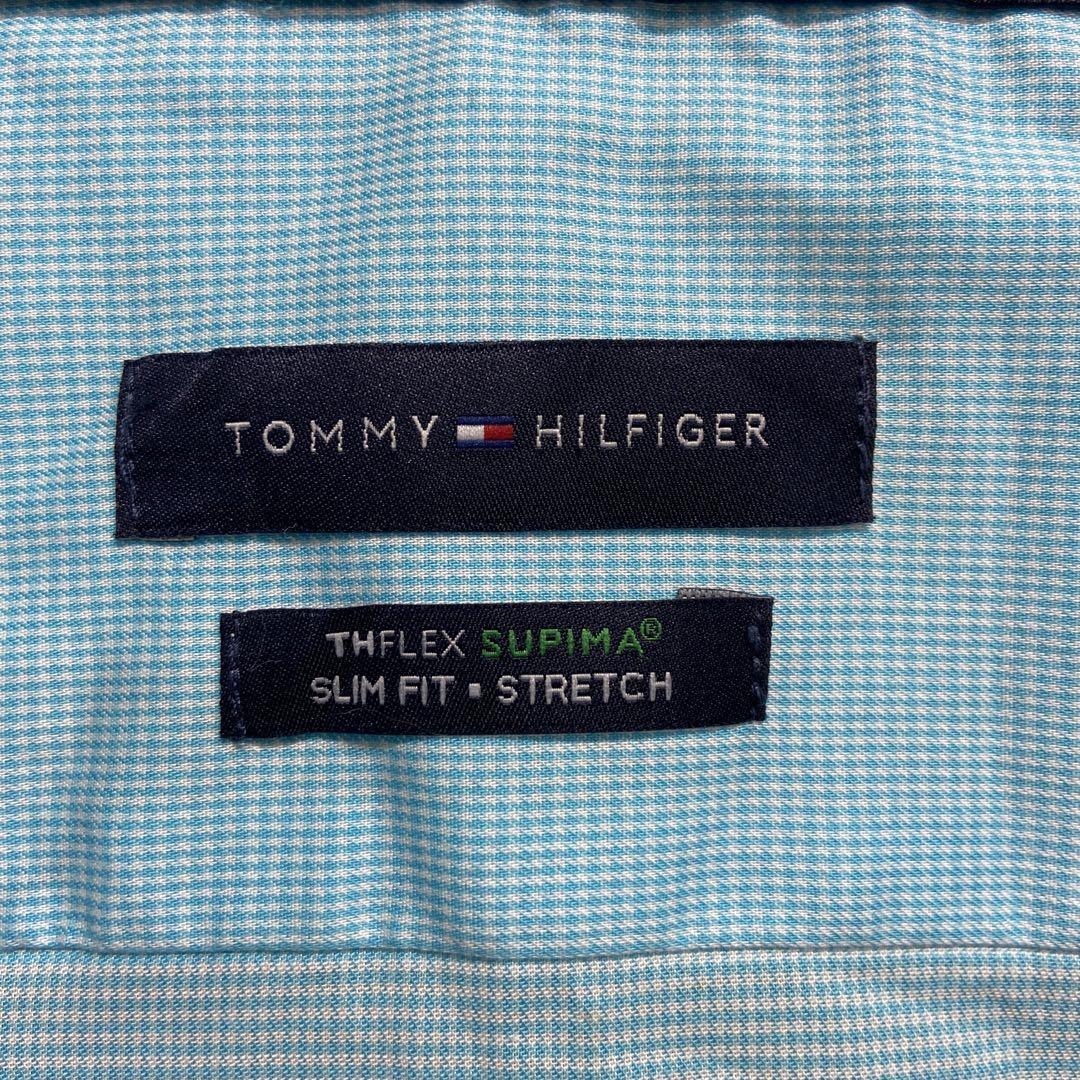 TOMMY HILFIGER
THFLEX SUPIMA®
SLIM FIT ▪ STRETCH